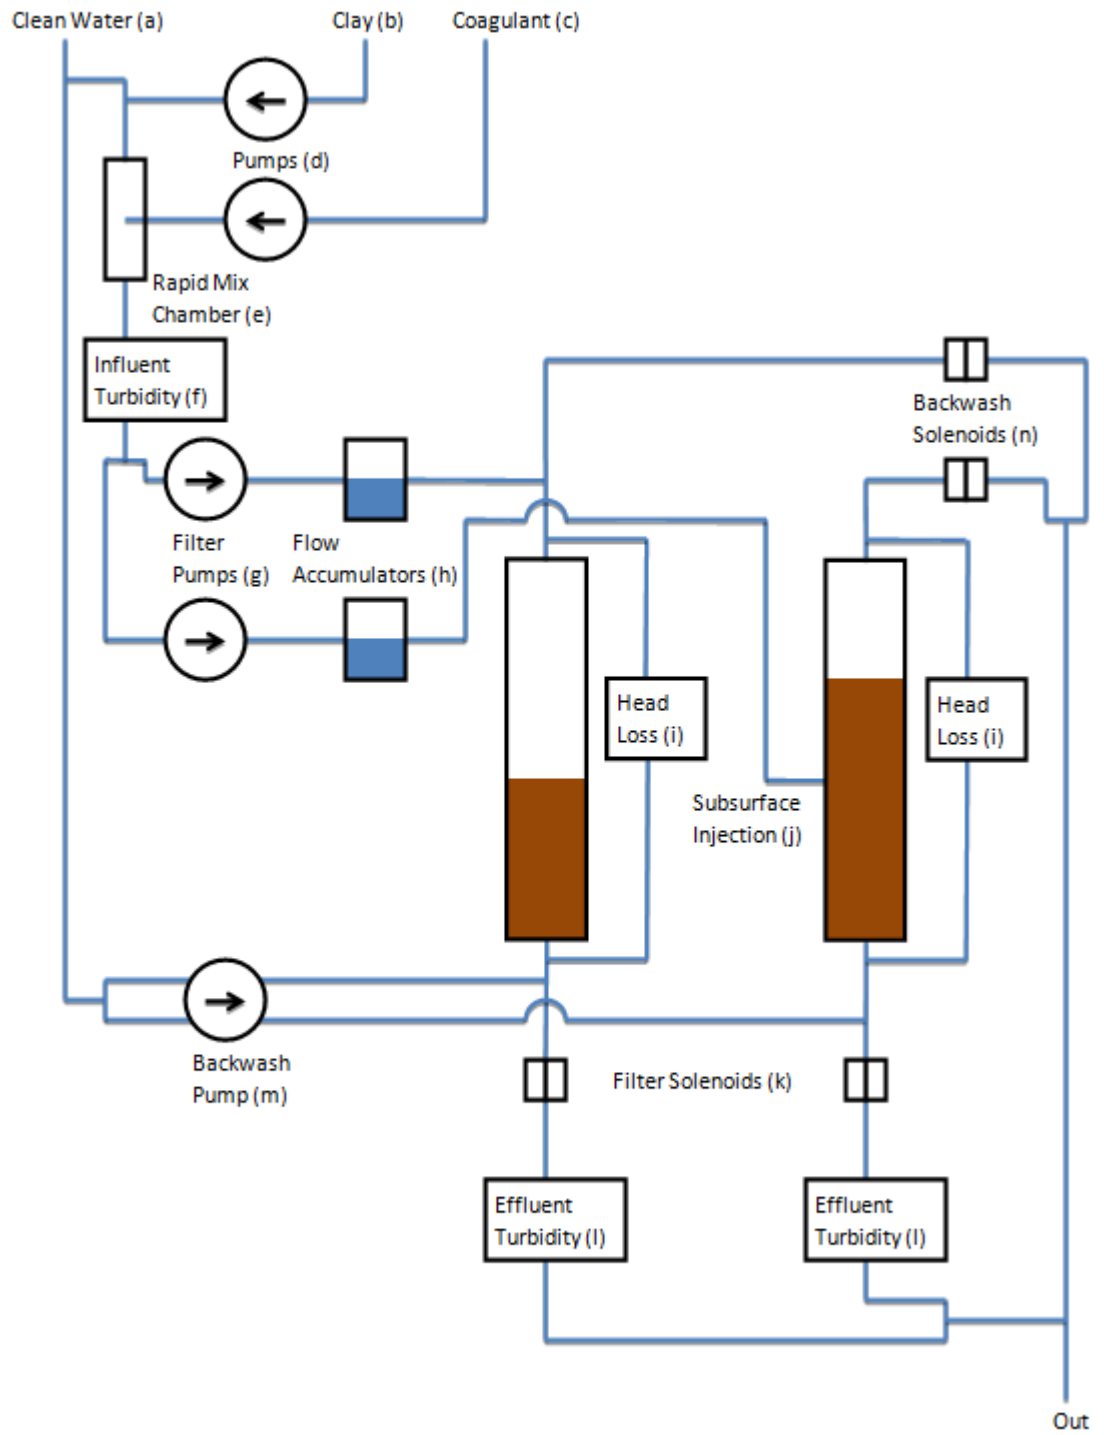 Clean Water (a)
Clay (b)
Coagulant (c)
Pumps (d)
Rapid Mix
Chamber (e)
Influent
Turbidity (f)
Backwash
Solenoids (n)
Filter
Pumps (g)
Flow
Accumulators (h)
Head
Loss (i)
Head
Loss (i)
Subsurface
Injection (j)
Backwash
Pump (m)
Filter Solenoids (k)
Effluent
Turbidity (l)
Effluent
Turbidity (l)
Out